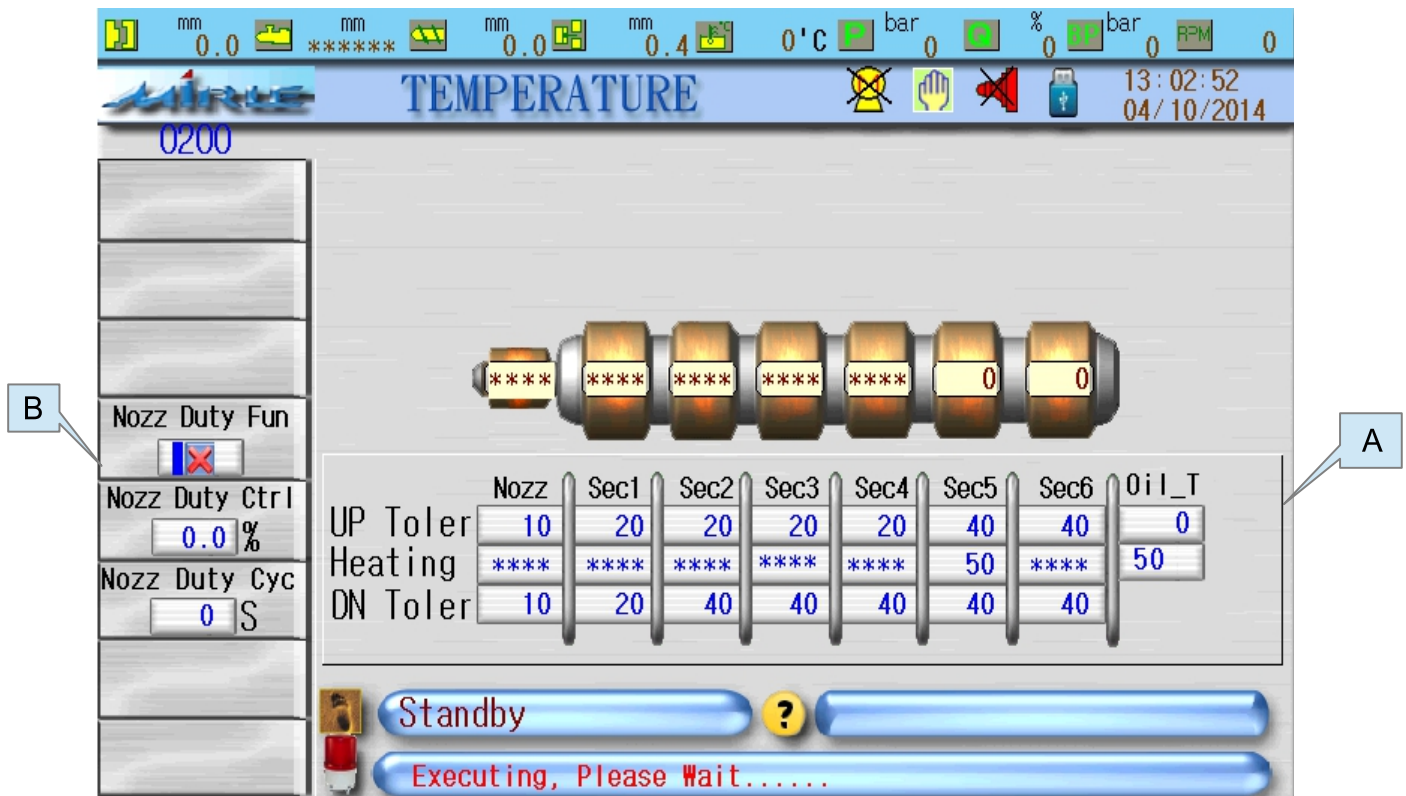 mm 0.0 mm ****** mm 0.0 mm 0.4 °C 0'C P bar 0 Q % 0 BP bar 0 RPM 0
MIRLE TEMPERATURE 13:02:52
04/10/2014
0200
B
Nozz Duty Fun
A
Nozz Duty Ctrl
0.0 %
Nozz Duty Cyc
0 S
**** **** **** **** **** 0 0
Nozz Sec1 Sec2 Sec3 Sec4 Sec5 Sec6 Oil_T
UP Toler 10 20 20 20 20 40 40 0
Heating **** **** **** **** **** 50 **** 50
DN Toler 10 20 40 40 40 40 40
Standby ?
Executing, Please Wait......